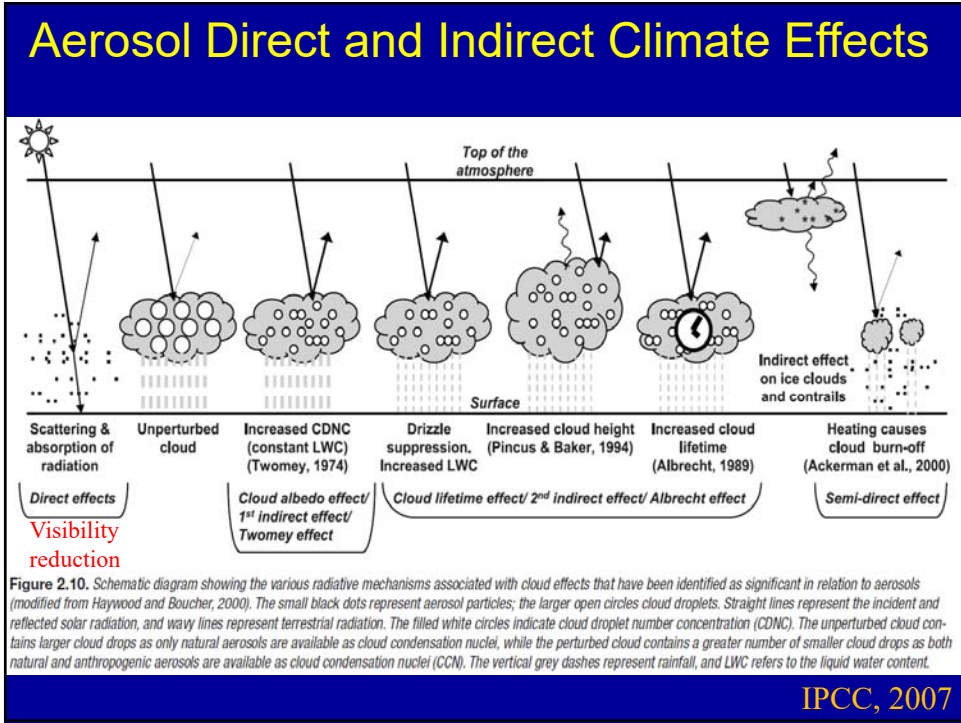 Aerosol Direct and Indirect Climate Effects
Top of the
atmosphere
Indirect effect
on ice clouds
and contrails
Surface
Scattering &
absorption of
radiation
Unperturbed
cloud
Increased CDNC
(constant LWC)
(Twomey, 1974)
Drizzle
suppression.
Increased LWC
Increased cloud height
(Pincus & Baker, 1994)
Increased cloud
lifetime
(Albrecht, 1989)
Heating causes
cloud burn-off
(Ackerman et al., 2000)
Direct effects
Cloud albedo effect/
1st indirect effect/
Twomey effect
Cloud lifetime effect/ 2nd indirect effect/ Albrecht effect
Semi-direct effect
Visibility
reduction
Figure 2.10. Schematic diagram showing the various radiative mechanisms associated with cloud effects that have been identified as significant in relation to aerosols
(modified from Haywood and Boucher, 2000). The small black dots represent aerosol particles; the larger open circles cloud droplets. Straight lines represent the incident and
reflected solar radiation, and wavy lines represent terrestrial radiation. The filled white circles indicate cloud droplet number concentration (CDNC). The unperturbed cloud con-
tains larger cloud drops as only natural aerosols are available as cloud condensation nuclei, while the perturbed cloud contains a greater number of smaller cloud drops as both
natural and anthropogenic aerosols are available as cloud condensation nuclei (CCN). The vertical grey dashes represent rainfall, and LWC refers to the liquid water content.
IPCC, 2007